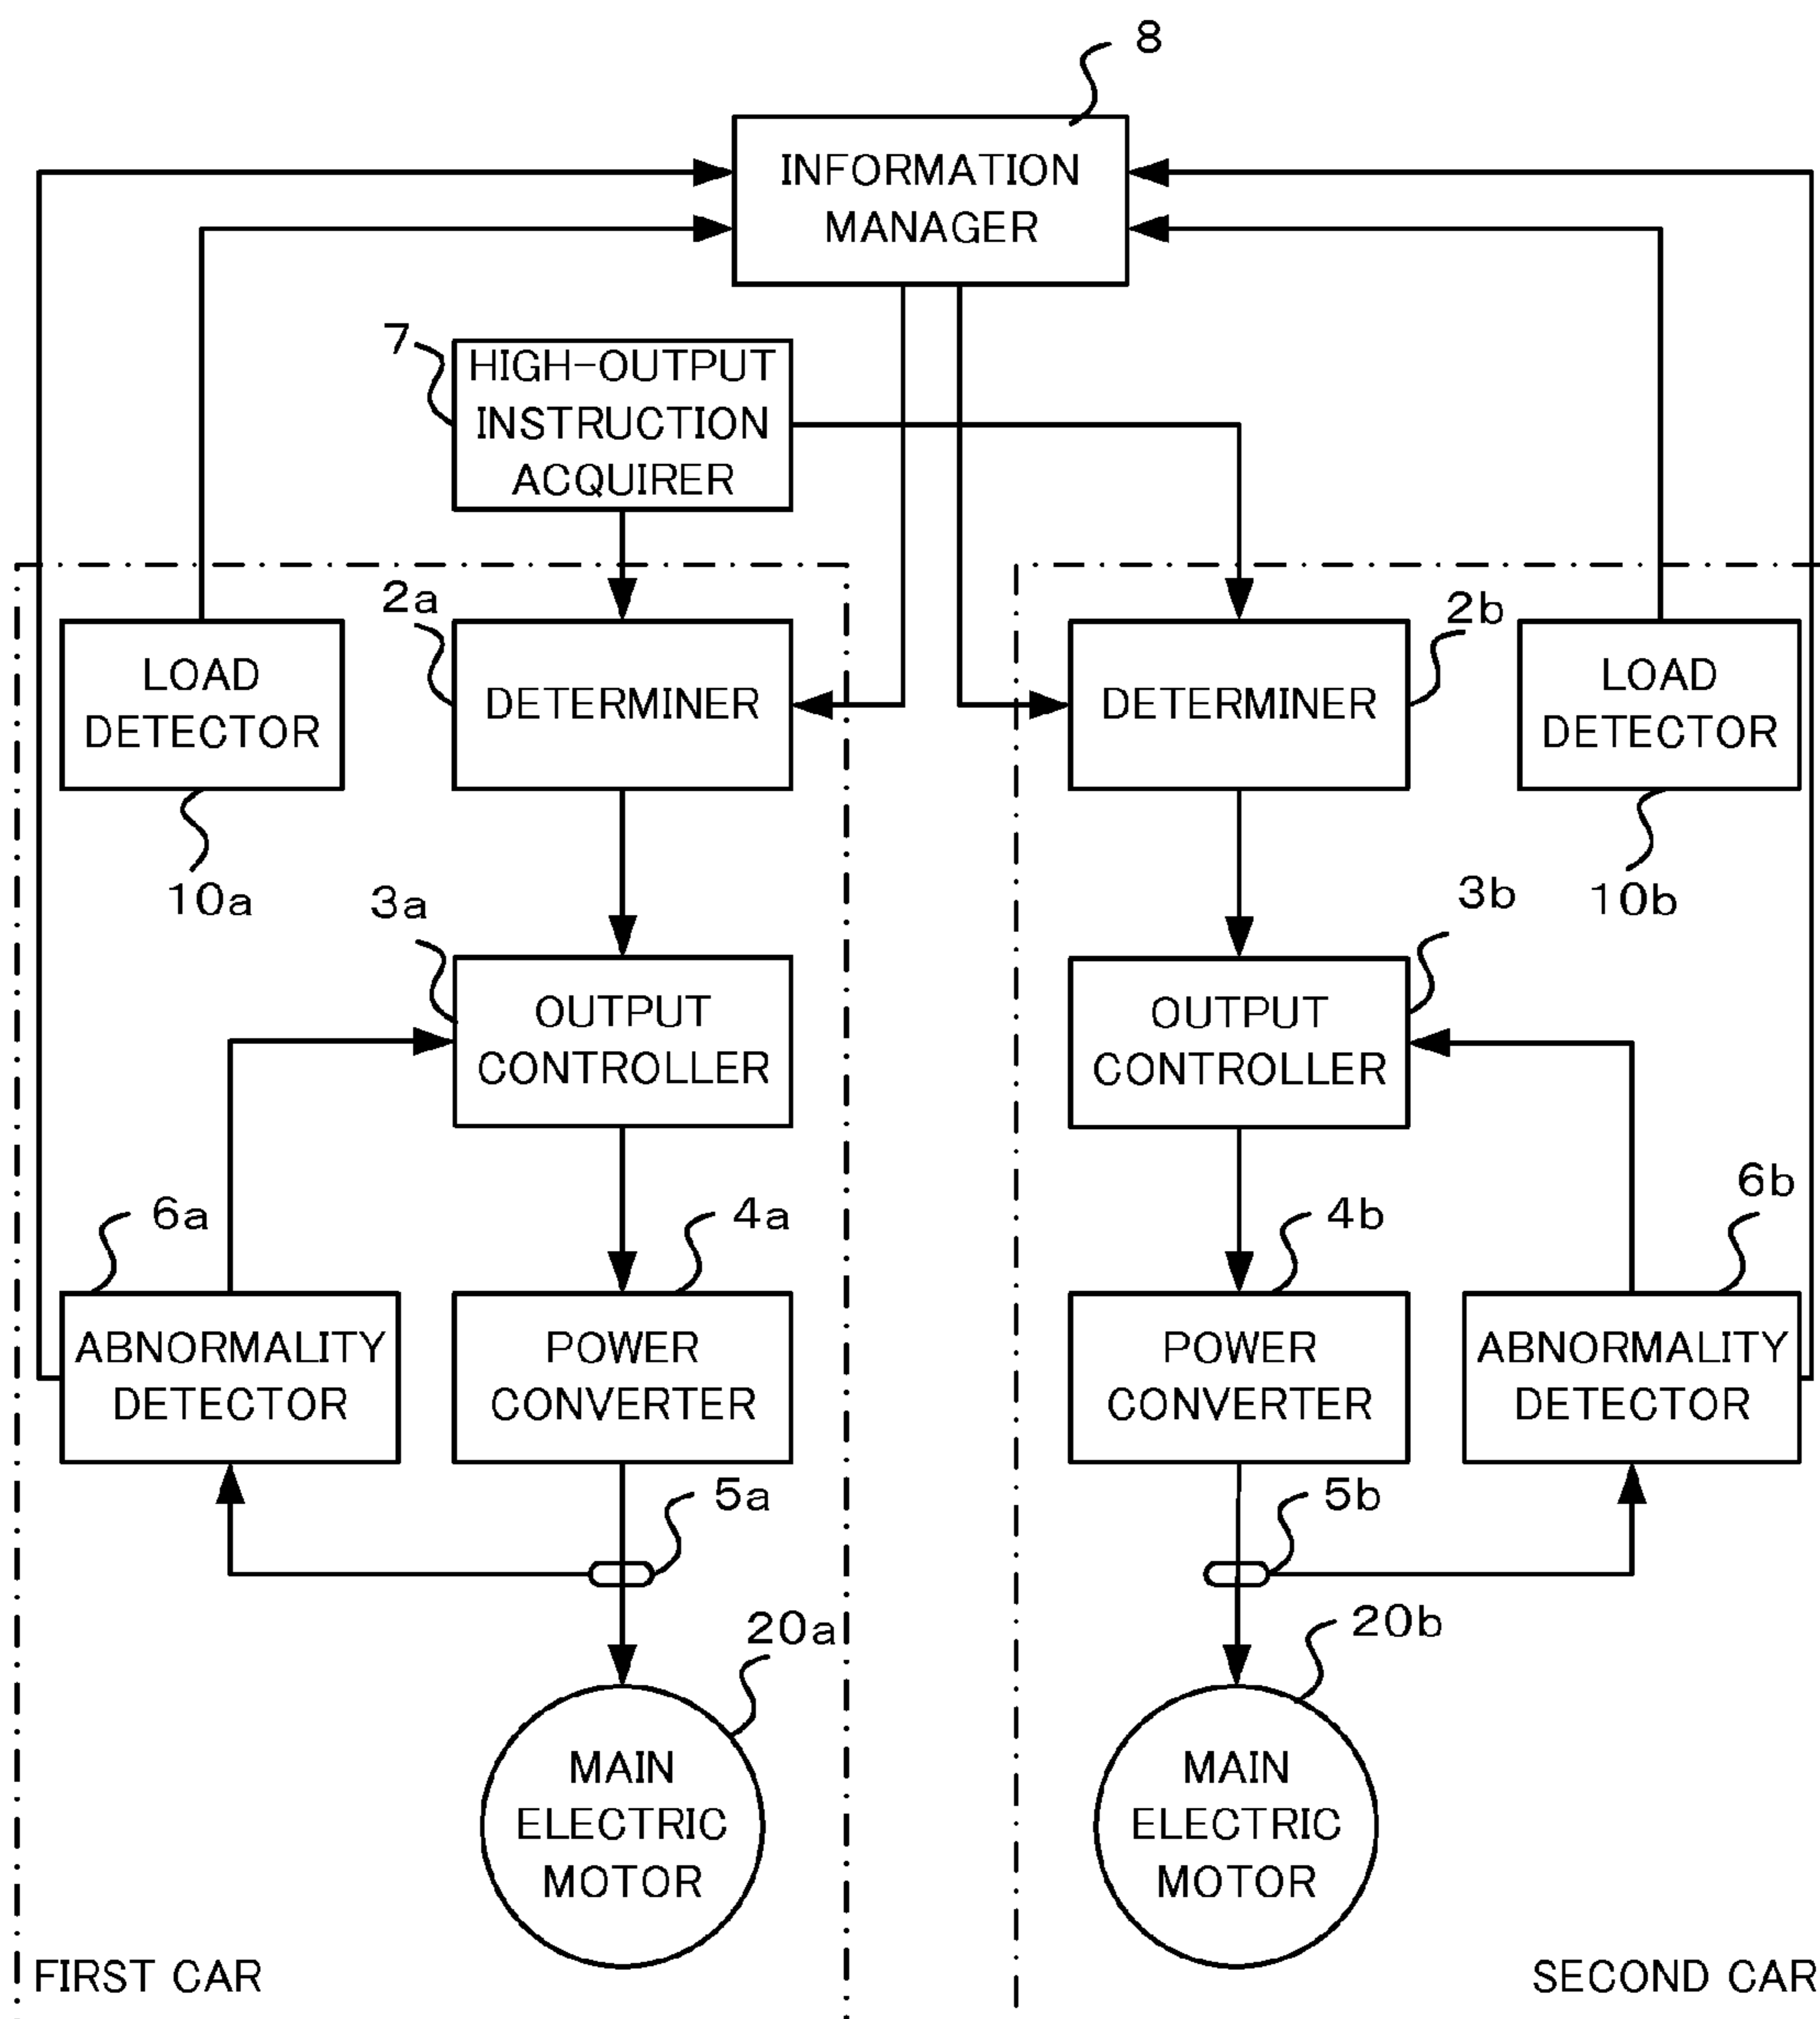 8
INFORMATION
MANAGER
7
HIGH-OUTPUT
INSTRUCTION
ACQUIRER
2a
2b
LOAD
DETECTOR
DETERMINER
DETERMINER
LOAD
DETECTOR
10a
10b
3a
3b
OUTPUT
CONTROLLER
OUTPUT
CONTROLLER
6a
4a
4b
6b
ABNORMALITY
DETECTOR
POWER
CONVERTER
POWER
CONVERTER
ABNORMALITY
DETECTOR
5a
5b
20a
20b
MAIN
ELECTRIC
MOTOR
MAIN
ELECTRIC
MOTOR
FIRST CAR
SECOND CAR